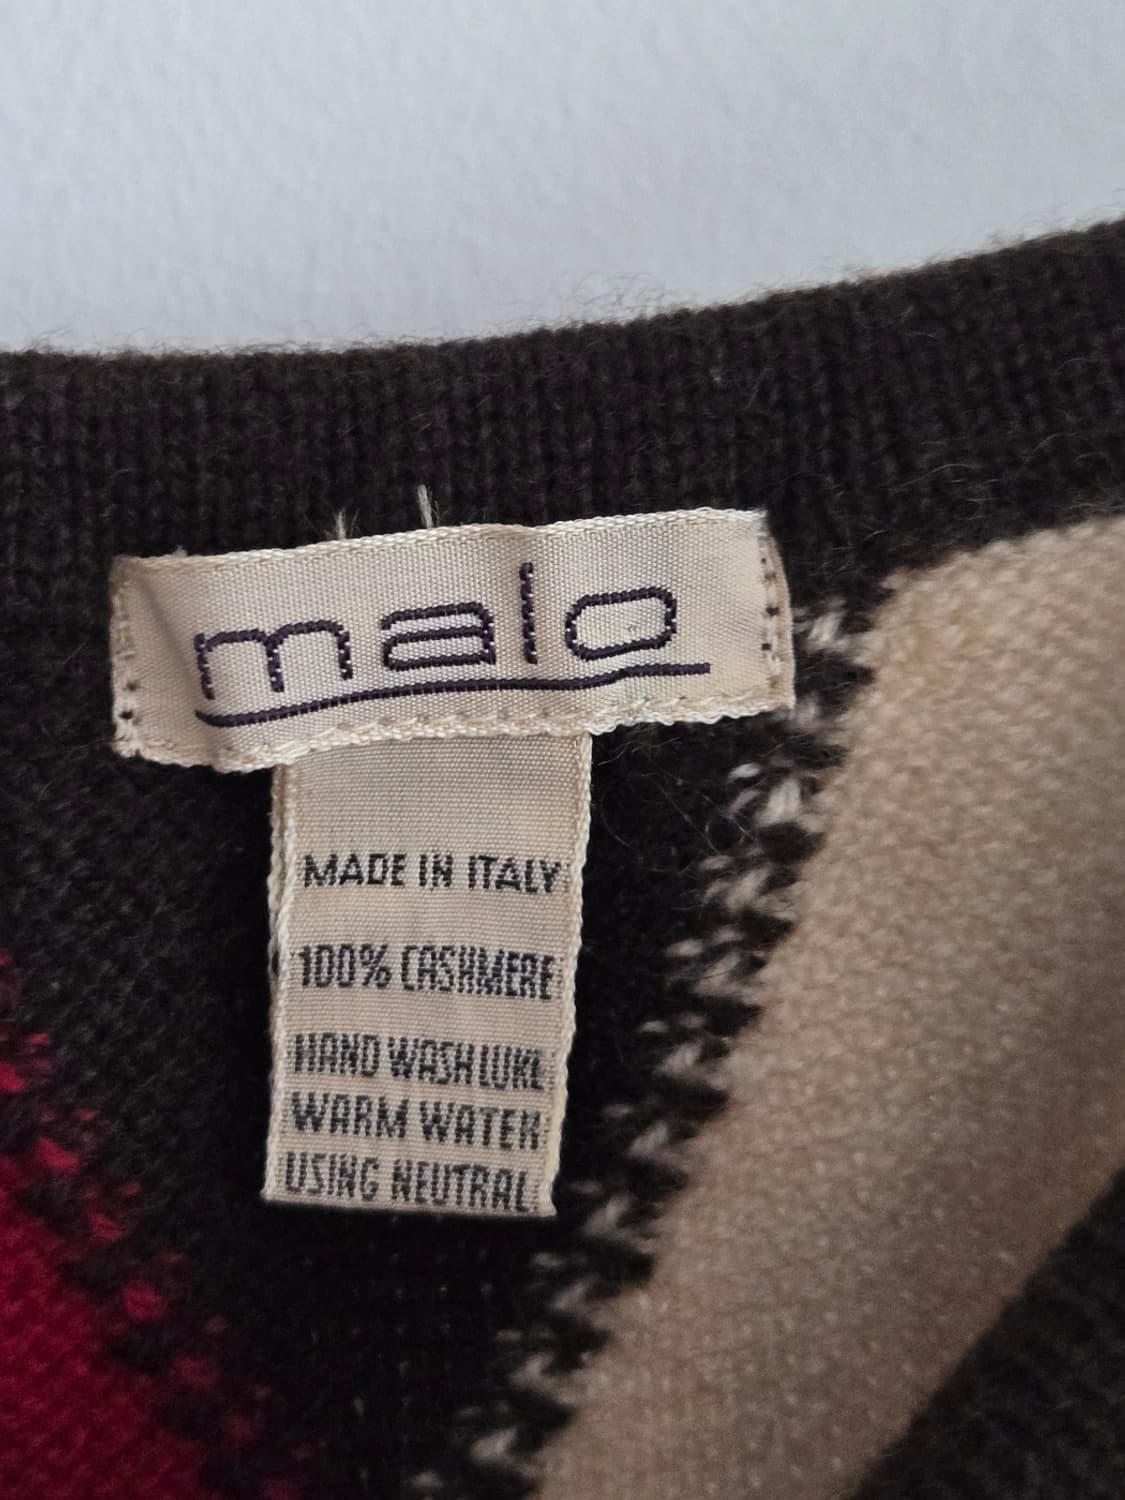 malo
MADE IN ITALY
100% CASHMERE
HAND WASH LUKE
WARM WATER
USING NEUTRAL